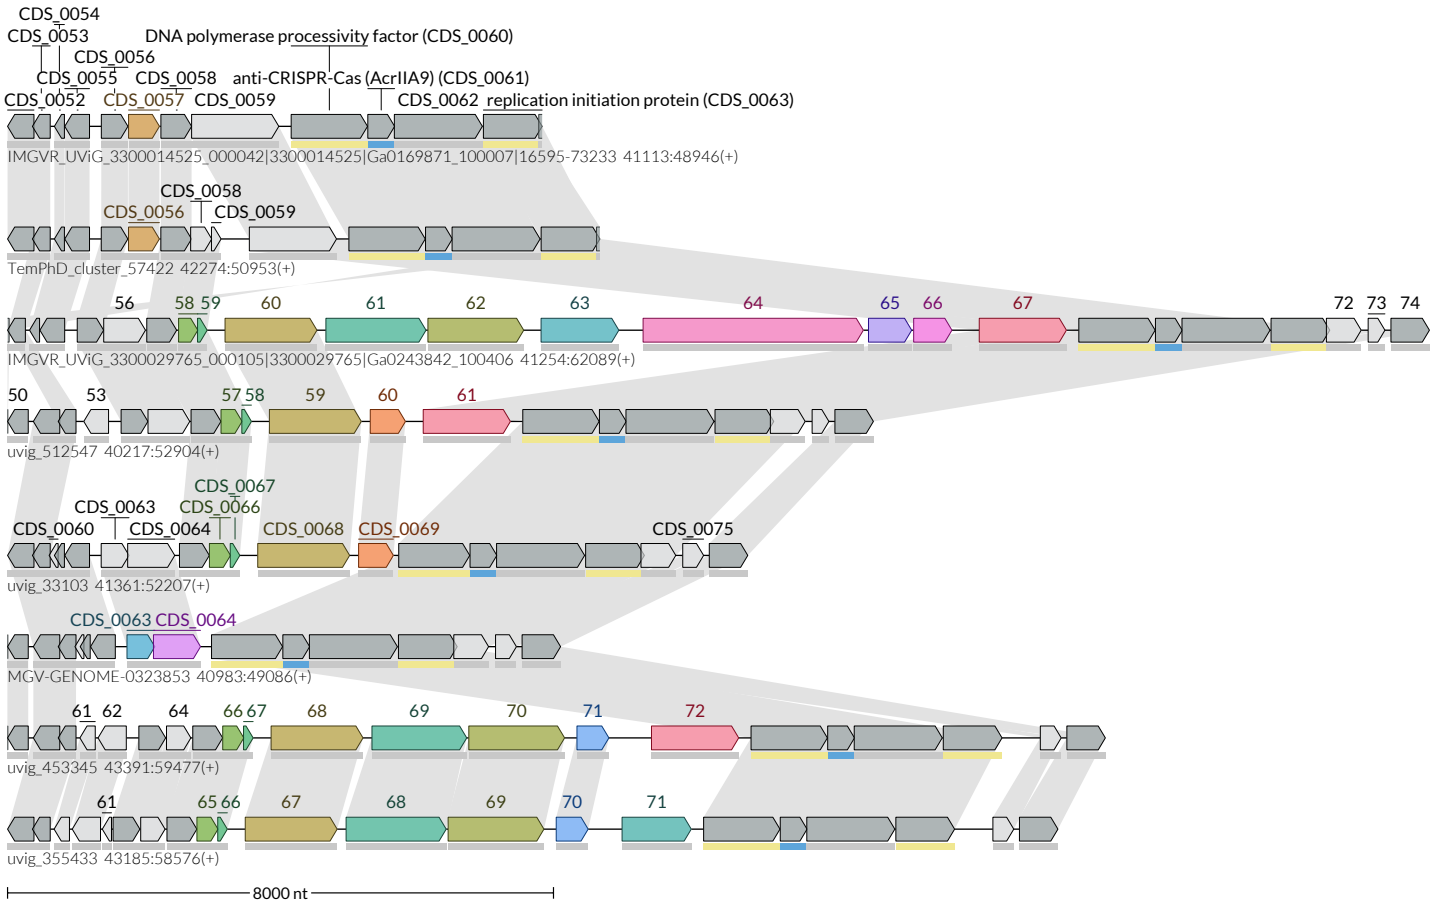 CDS_0054
CDS_0053 DNA polymerase processivity factor (CDS_0060)
CDS_0056
CDS_0055 CDS_0058 anti-CRISPR-Cas (AcrIIA9) (CDS_0061)
CDS_0052 CDS_0057 CDS_0059 CDS_0062 replication initiation protein (CDS_0063)
IMGVR_UViG_3300014525_000042|3300014525|Ga0169871_100007|16595-73233 41113:48946(+)
CDS_0058
CDS_0056 CDS_0059
TemPhD_cluster_57422 42274:50953(+)
56 58 59 60 61 62 63 64 65 66 67 72 73 74
IMGVR_UViG_3300029765_000105|3300029765|Ga0243842_100406 41254:62089(+)
50 53 57 58 59 60 61
uvig_512547 40217:52904(+)
CDS_0067
CDS_0063 CDS_0066
CDS_0060 CDS_0064 CDS_0068 CDS_0069 CDS_0075
uvig_33103 41361:52207(+)
CDS_0063 CDS_0064
MGV-GENOME-0323853 40983:49086(+)
61 62 64 66 67 68 69 70 71 72
uvig_453345 43391:59477(+)
61 65 66 67 68 69 70 71
uvig_355433 43185:58576(+)
8000 nt